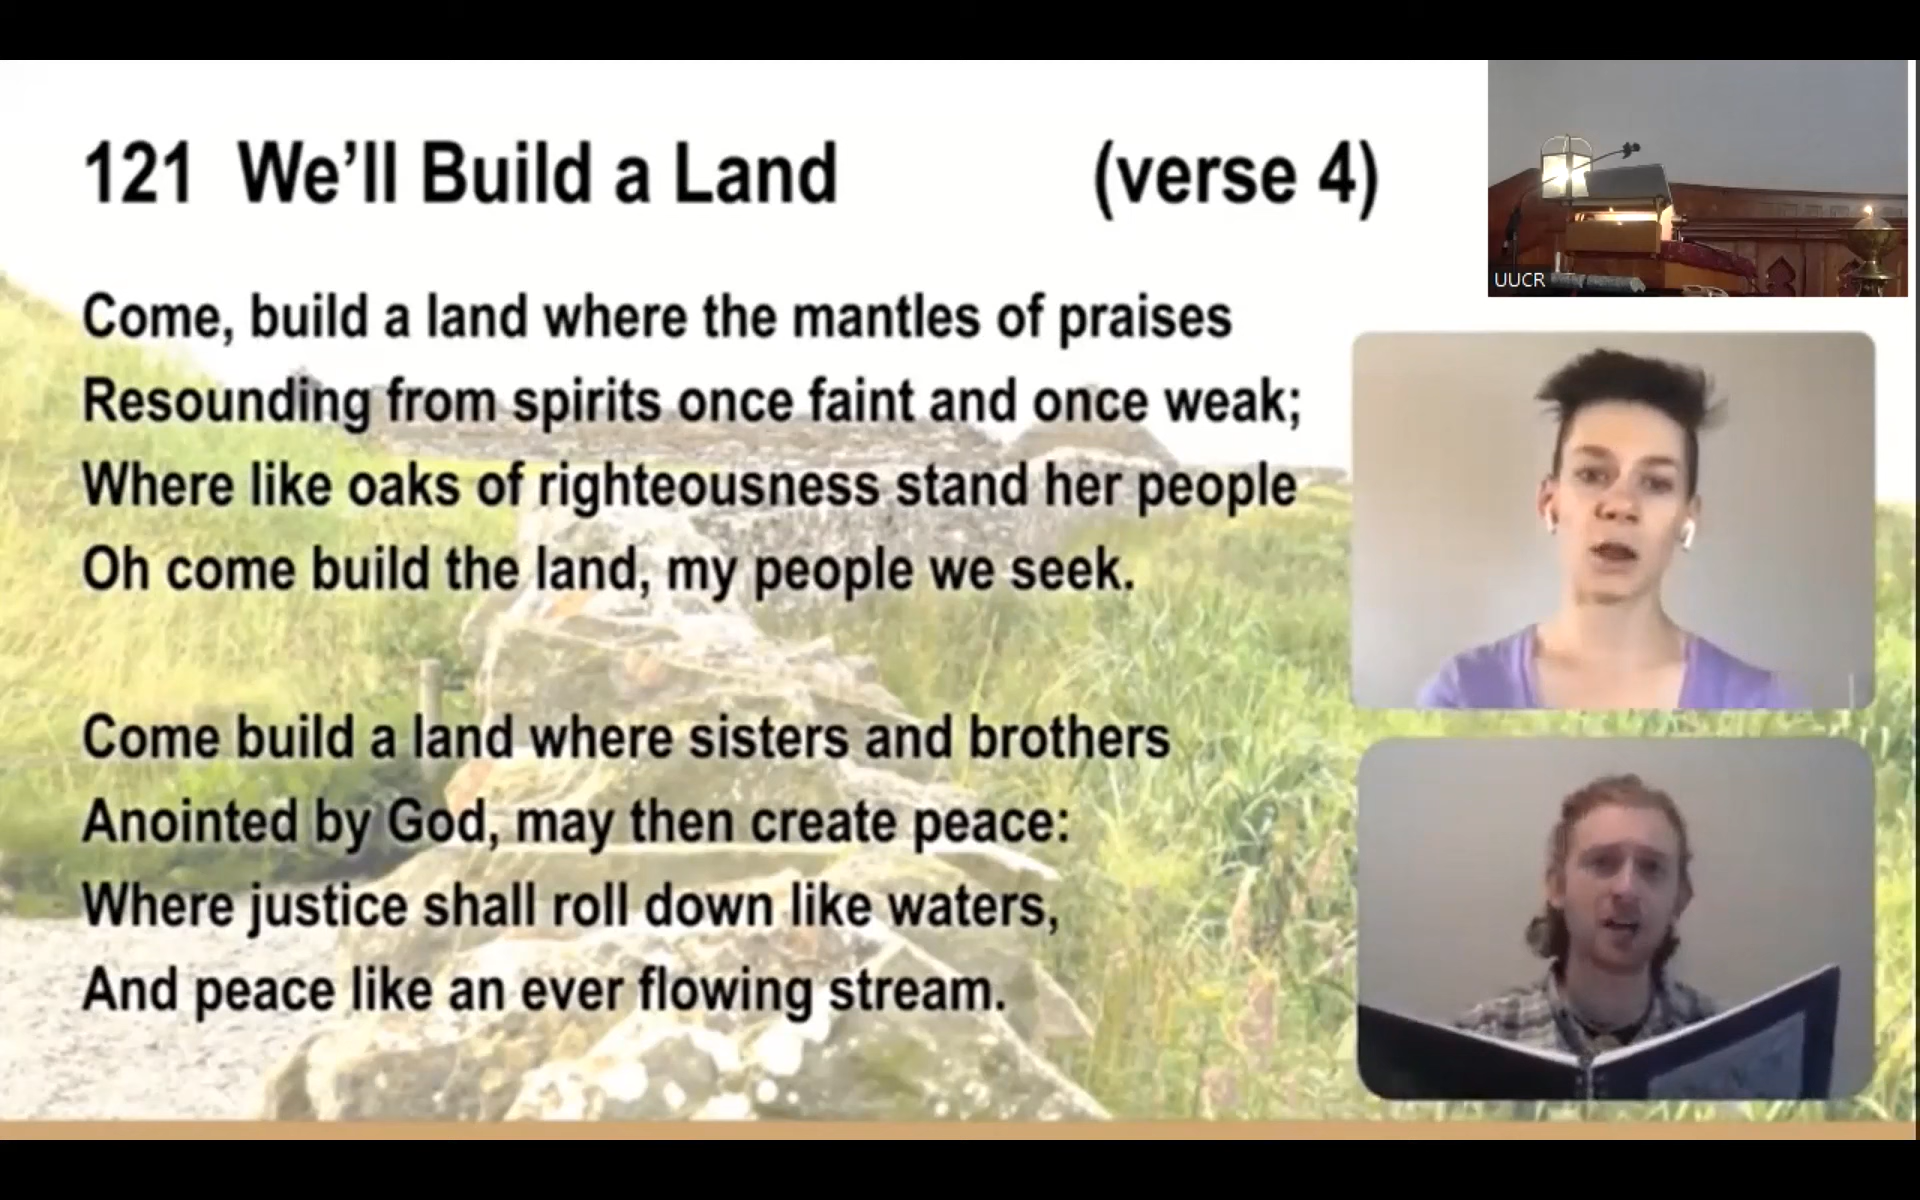 121 We’ll Build a Land (verse 4)
UUCR
Come, build a land where the mantles of praises
Resounding from spirits once faint and once weak;
Where like oaks of righteousness stand her people
Oh come build the land, my people we seek.
Come build a land where sisters and brothers
Anointed by God, may then create peace:
Where justice shall roll down like waters,
And peace like an ever flowing stream.